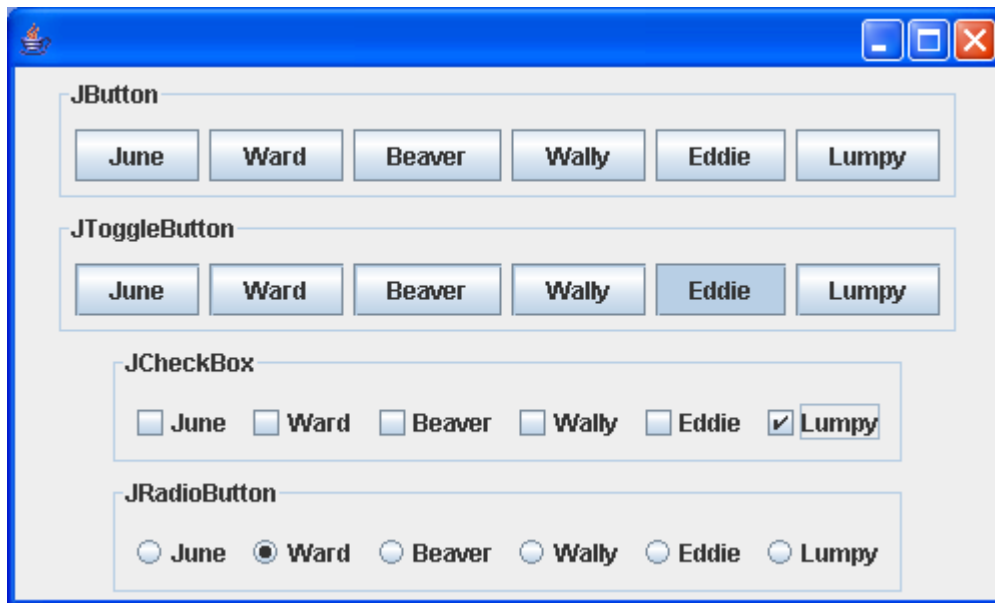 JButton
June Ward Beaver Wally Eddie Lumpy
JToggleButton
June Ward Beaver Wally Eddie Lumpy
JCheckBox
June Ward Beaver Wally Eddie Lumpy
JRadioButton
June Ward Beaver Wally Eddie Lumpy